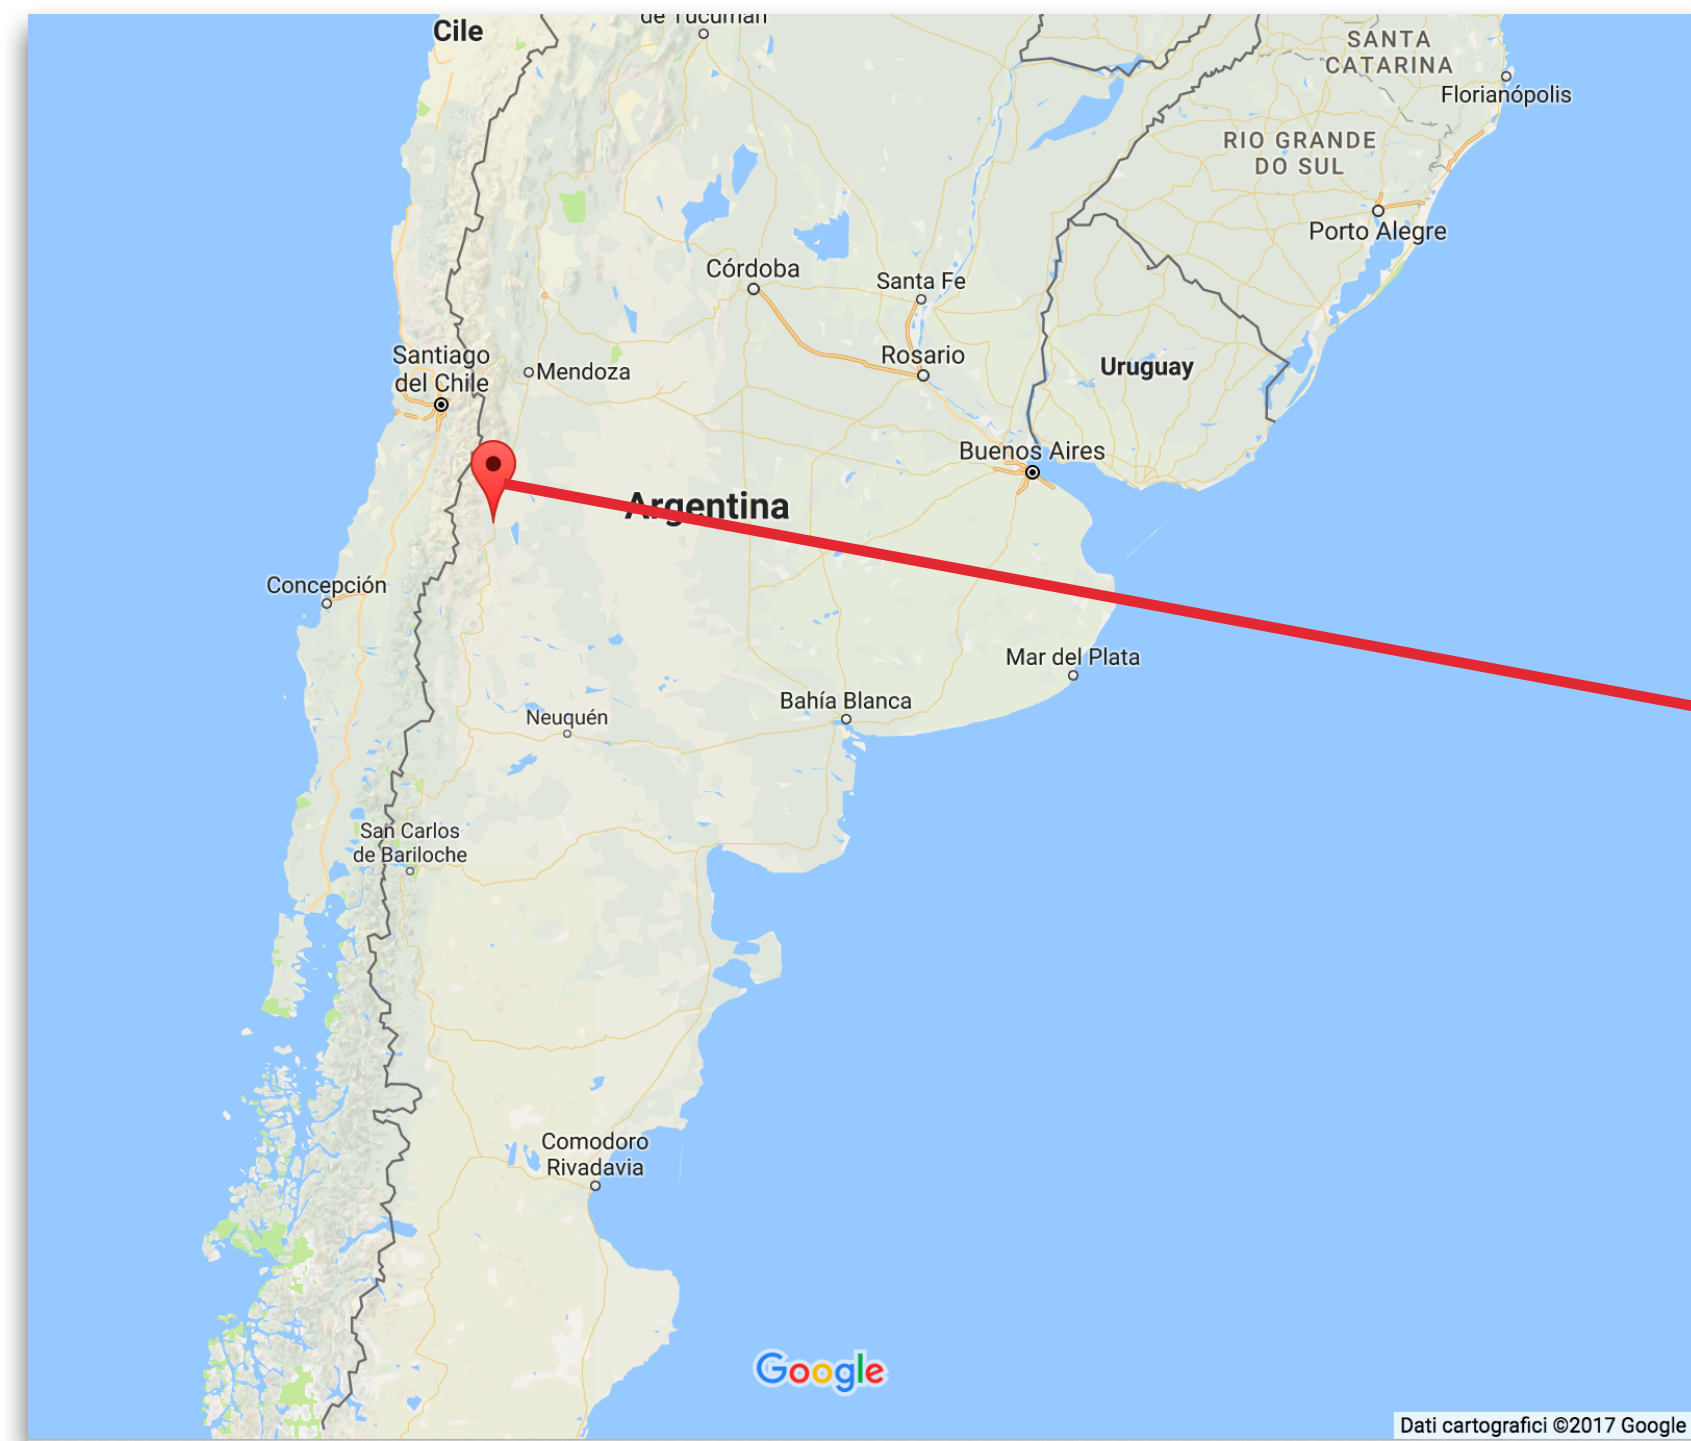 de Tucumán
Cile
SANTA
CATARINA
Florianópolis
RIO GRANDE
DO SUL
Porto Alegre
Córdoba
Santa Fe
Santiago
del Chile
Mendoza
Rosario
Uruguay
Buenos Aires
Argentina
Concepción
Mar del Plata
Bahía Blanca
Neuquén
San Carlos
de Bariloche
Comodoro
Rivadavia
Google
Dati cartografici ©2017 Google